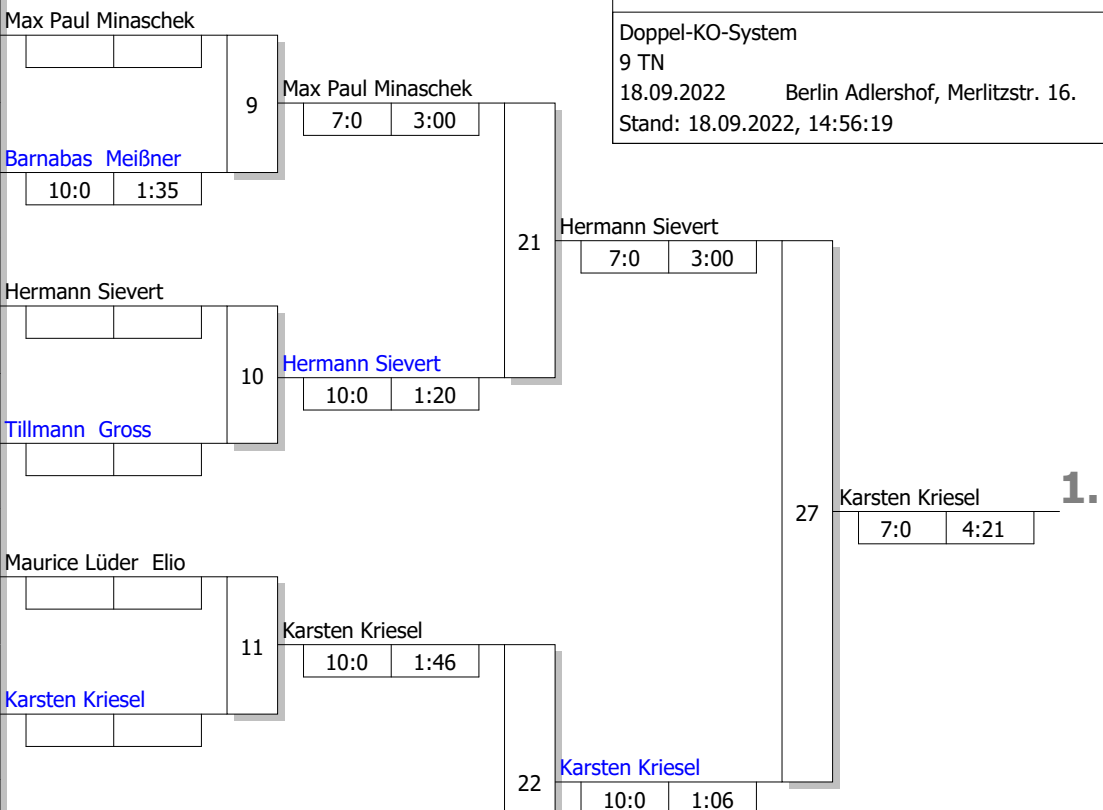 Max Paul Minaschek
Doppel-KO-System
9 TN
18.09.2022 Berlin Adlershof, Merlitzstr. 16.
Stand: 18.09.2022, 14:56:19
9
Max Paul Minaschek
7:0 3:00
Barnabas Meißner
10:0 1:35
21
Hermann Sievert
7:0 3:00
Hermann Sievert
10
Hermann Sievert
10:0 1:20
Tillmann Gross
27
Karsten Kriesel
1.
7:0 4:21
Maurice Lüder Elio
11
Karsten Kriesel
10:0 1:46
Karsten Kriesel
22
Karsten Kriesel
10:0 1:06